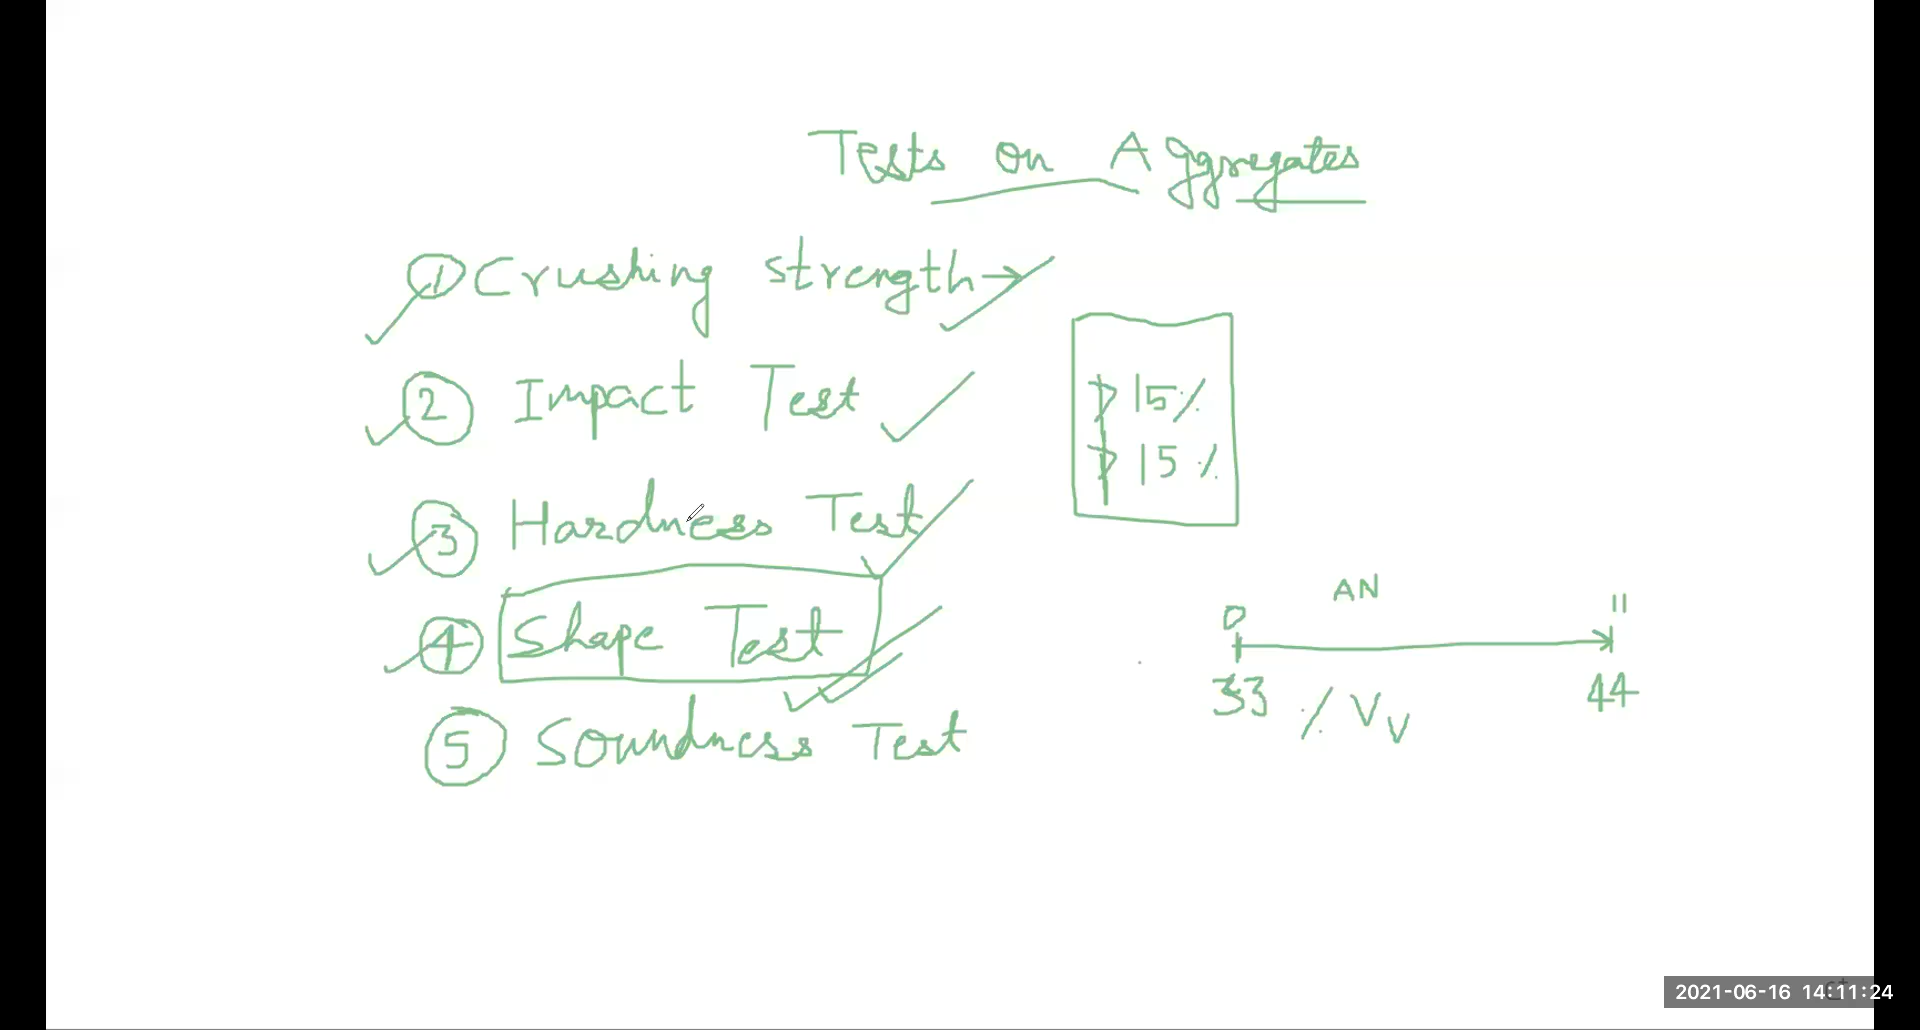 Tests on Aggregates
① Crushing strength →
② Impact Test
③ Hardness Test
④ Shape Test
⑤ Soundness Test
≯ 15 %
≯ 15 %
AN
0 11
33 % Vv 44
2021-06-16 14:11:24